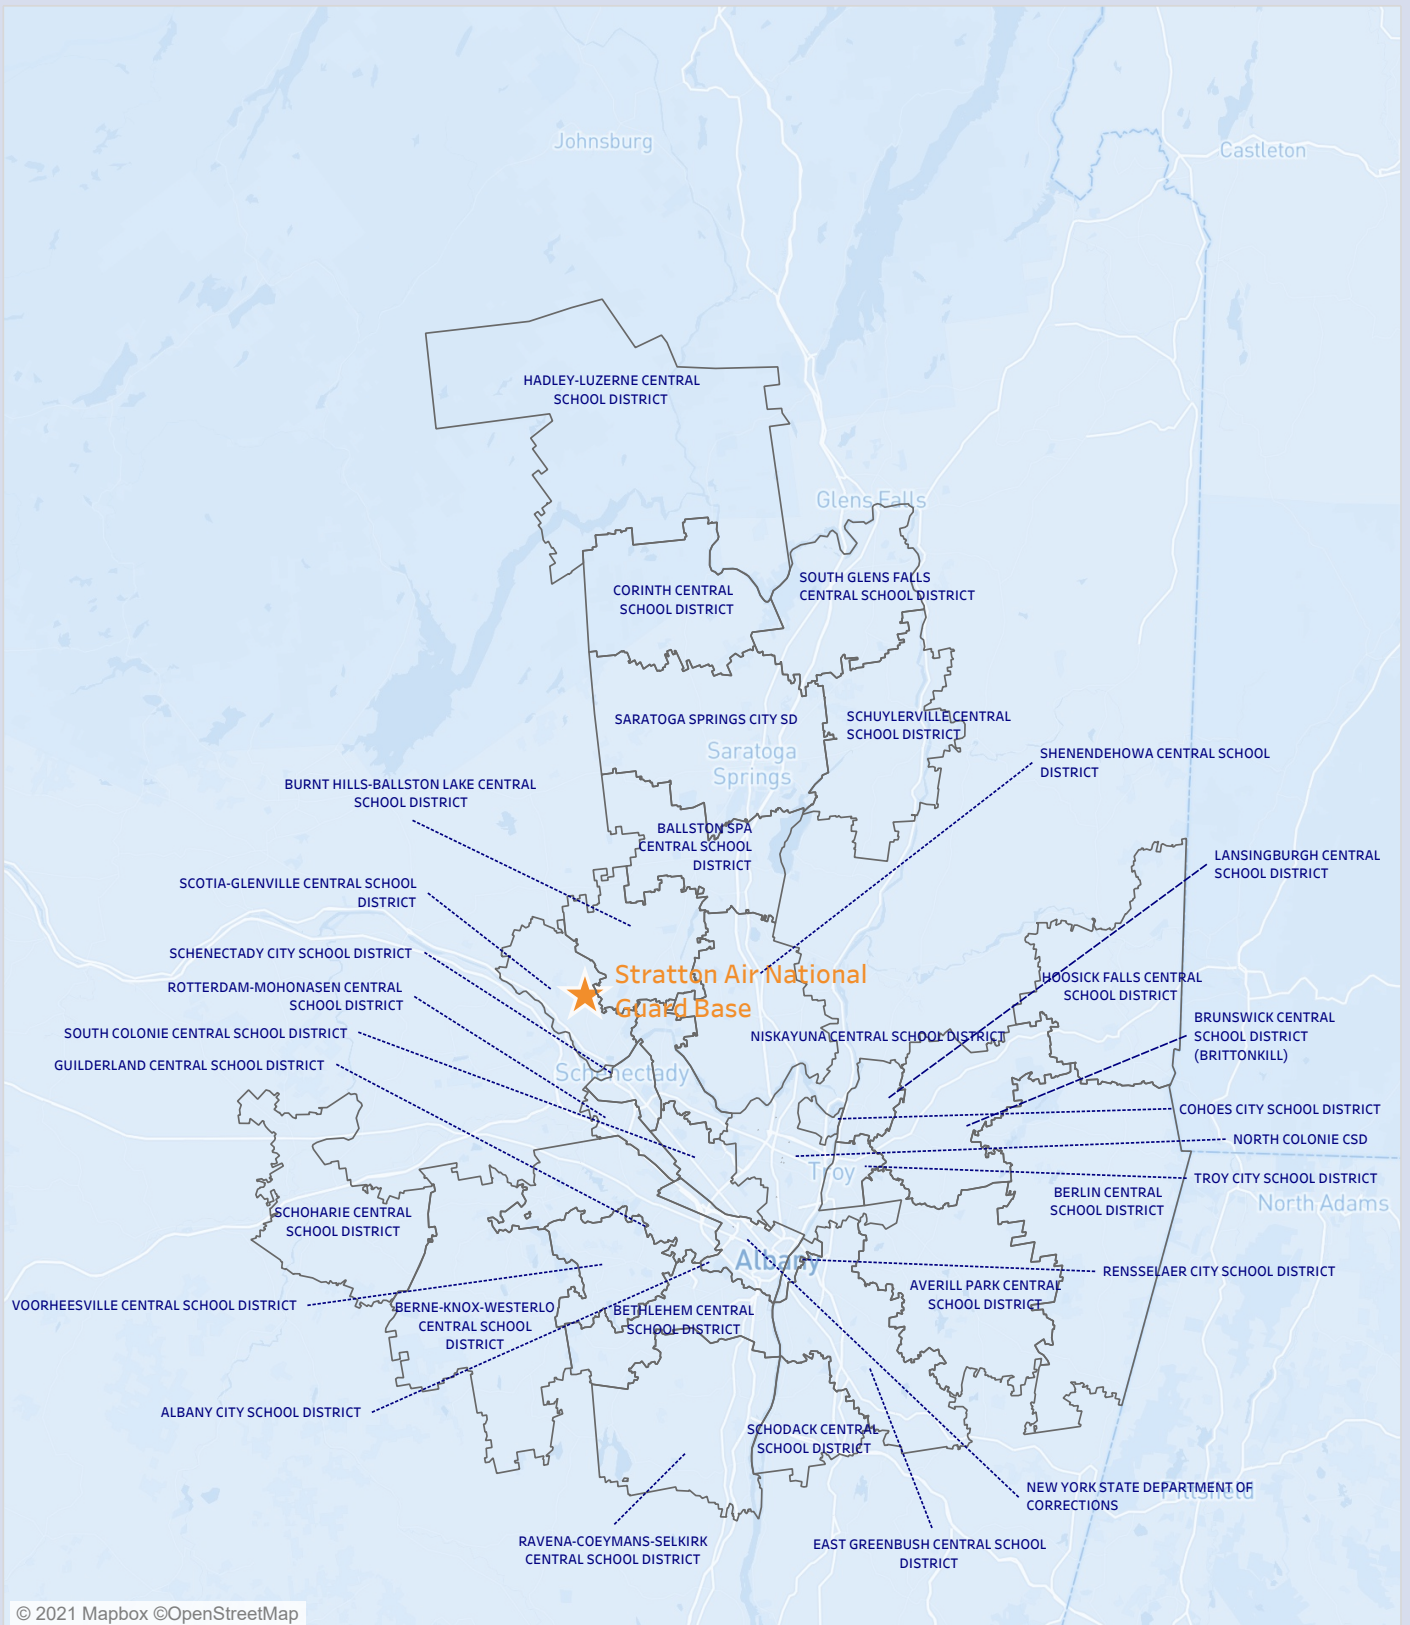 Johnsburg
Castleton
HADLEY-LUZERNE CENTRAL
SCHOOL DISTRICT
Glens Falls
CORINTH CENTRAL
SCHOOL DISTRICT
SOUTH GLENS FALLS
CENTRAL SCHOOL DISTRICT
SARATOGA SPRINGS CITY SD
SCHUYLERVILLE CENTRAL
SCHOOL DISTRICT
Saratoga
Springs
SHENENDEHOWA CENTRAL SCHOOL
DISTRICT
BURNT HILLS-BALLSTON LAKE CENTRAL
SCHOOL DISTRICT
BALLSTON SPA
CENTRAL SCHOOL
DISTRICT
LANSINGBURGH CENTRAL
SCHOOL DISTRICT
SCOTIA-GLENVILLE CENTRAL SCHOOL
DISTRICT
SCHENECTADY CITY SCHOOL DISTRICT
Stratton Air National
Guard Base
HOOSICK FALLS CENTRAL
SCHOOL DISTRICT
ROTTERDAM-MOHONASEN CENTRAL
SCHOOL DISTRICT
BRUNSWICK CENTRAL
SCHOOL DISTRICT
(BRITTONKILL)
SOUTH COLONIE CENTRAL SCHOOL DISTRICT
NISKAYUNA CENTRAL SCHOOL DISTRICT
GUILDERLAND CENTRAL SCHOOL DISTRICT
Schenectady
COHOES CITY SCHOOL DISTRICT
NORTH COLONIE CSD
Troy
TROY CITY SCHOOL DISTRICT
BERLIN CENTRAL
SCHOOL DISTRICT
North Adams
SCHOHARIE CENTRAL
SCHOOL DISTRICT
Albany
RENSSELAER CITY SCHOOL DISTRICT
AVERILL PARK CENTRAL
SCHOOL DISTRICT
VOORHEESVILLE CENTRAL SCHOOL DISTRICT
BERNE-KNOX-WESTERLO
CENTRAL SCHOOL
DISTRICT
BETHLEHEM CENTRAL
SCHOOL DISTRICT
ALBANY CITY SCHOOL DISTRICT
SCHODACK CENTRAL
SCHOOL DISTRICT
NEW YORK STATE DEPARTMENT OF
CORRECTIONS
Pittsfield
RAVENA-COEYMANS-SELKIRK
CENTRAL SCHOOL DISTRICT
EAST GREENBUSH CENTRAL SCHOOL
DISTRICT
© 2021 Mapbox ©OpenStreetMap